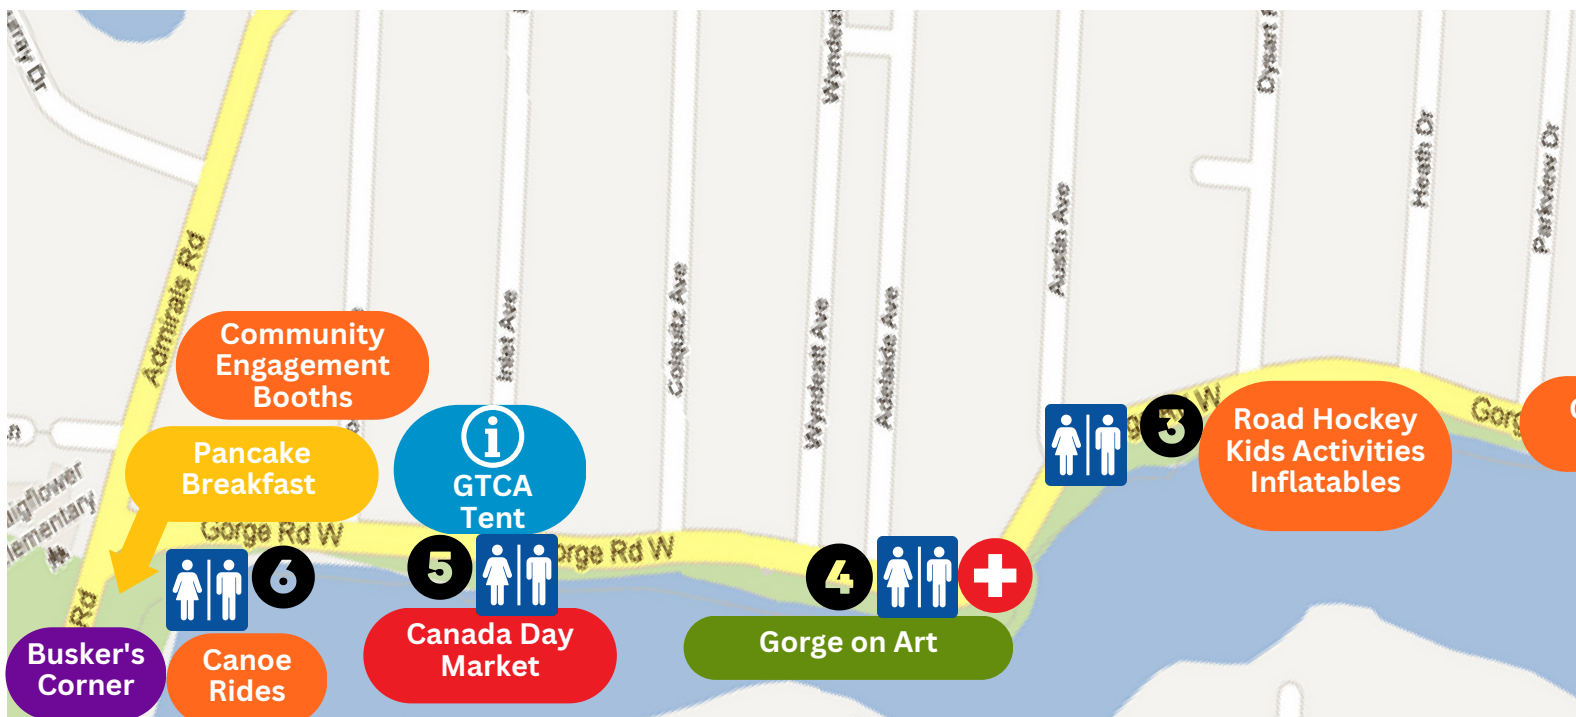 Admirals Rd
Inlet Ave
Colquitz Ave
Wyndeatt Ave
Adelaide Ave
Austin Ave
Dysart
Heath Dr
Parkview Dr
Community
Engagement
Booths
Pancake
Breakfast
i
GTCA
Tent
Gorge Rd W
Rd W
3
W
Road Hockey
Kids Activities
Inflatables
6
5
4
Rd
Busker's
Corner
Canoe
Rides
Canada Day
Market
Gorge on Art